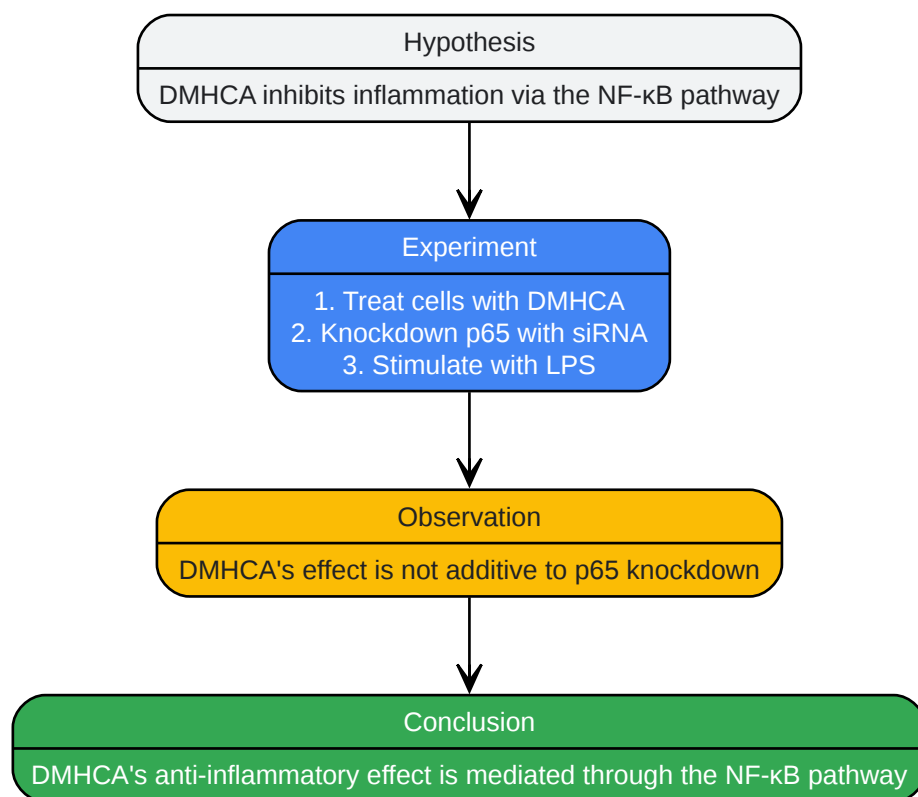 Hypothesis
DMHCA inhibits inflammation via the NF-κB pathway
Experiment
1. Treat cells with DMHCA
2. Knockdown p65 with siRNA
3. Stimulate with LPS
Observation
DMHCA's effect is not additive to p65 knockdown
Conclusion
DMHCA's anti-inflammatory effect is mediated through the NF-κB pathway